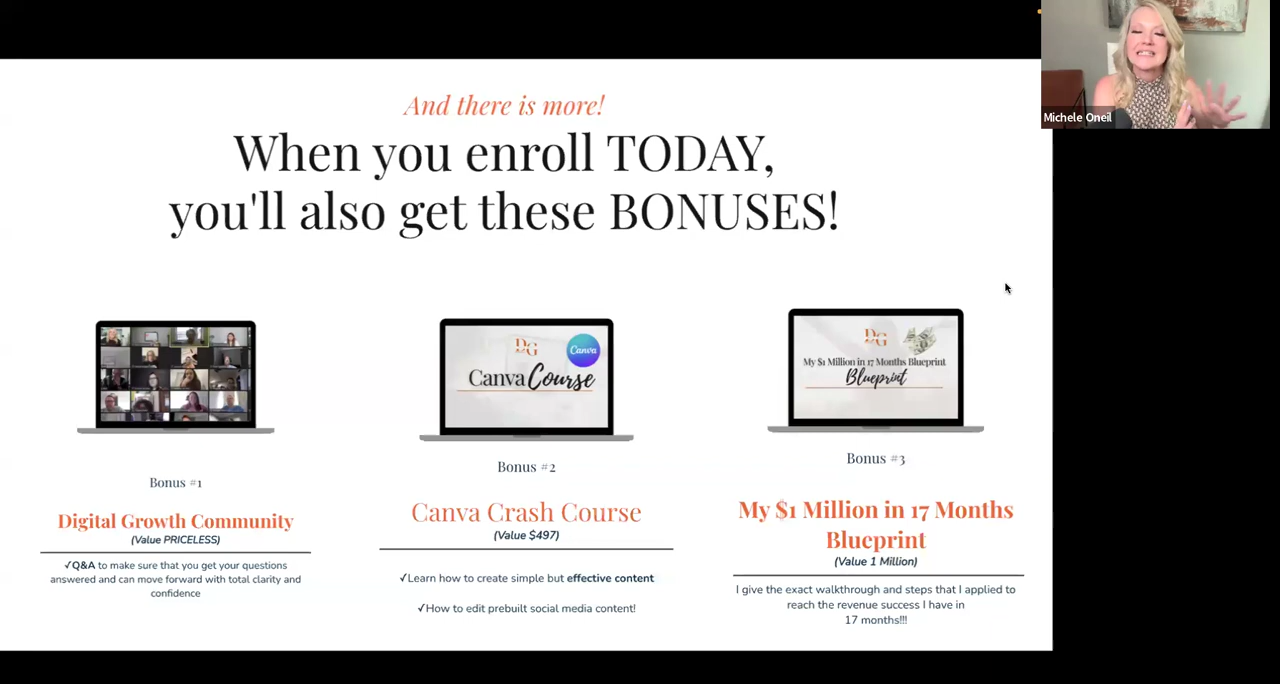 Michele Oneil
And there is more!
When you enroll TODAY,
you'll also get these BONUSES!
DG
Canva
Canva Course
DG
My $1 Million in 17 Months Blueprint
Blueprint
Bonus #1
Digital Growth Community
(Value PRICELESS)
✓Q&A to make sure that you get your questions
answered and can move forward with total clarity and
confidence
Bonus #2
Canva Crash Course
(Value $497)
✓Learn how to create simple but effective content
✓How to edit prebuilt social media content!
Bonus #3
My $1 Million in 17 Months
Blueprint
(Value 1 Million)
I give the exact walkthrough and steps that I applied to
reach the revenue success I have in
17 months!!!